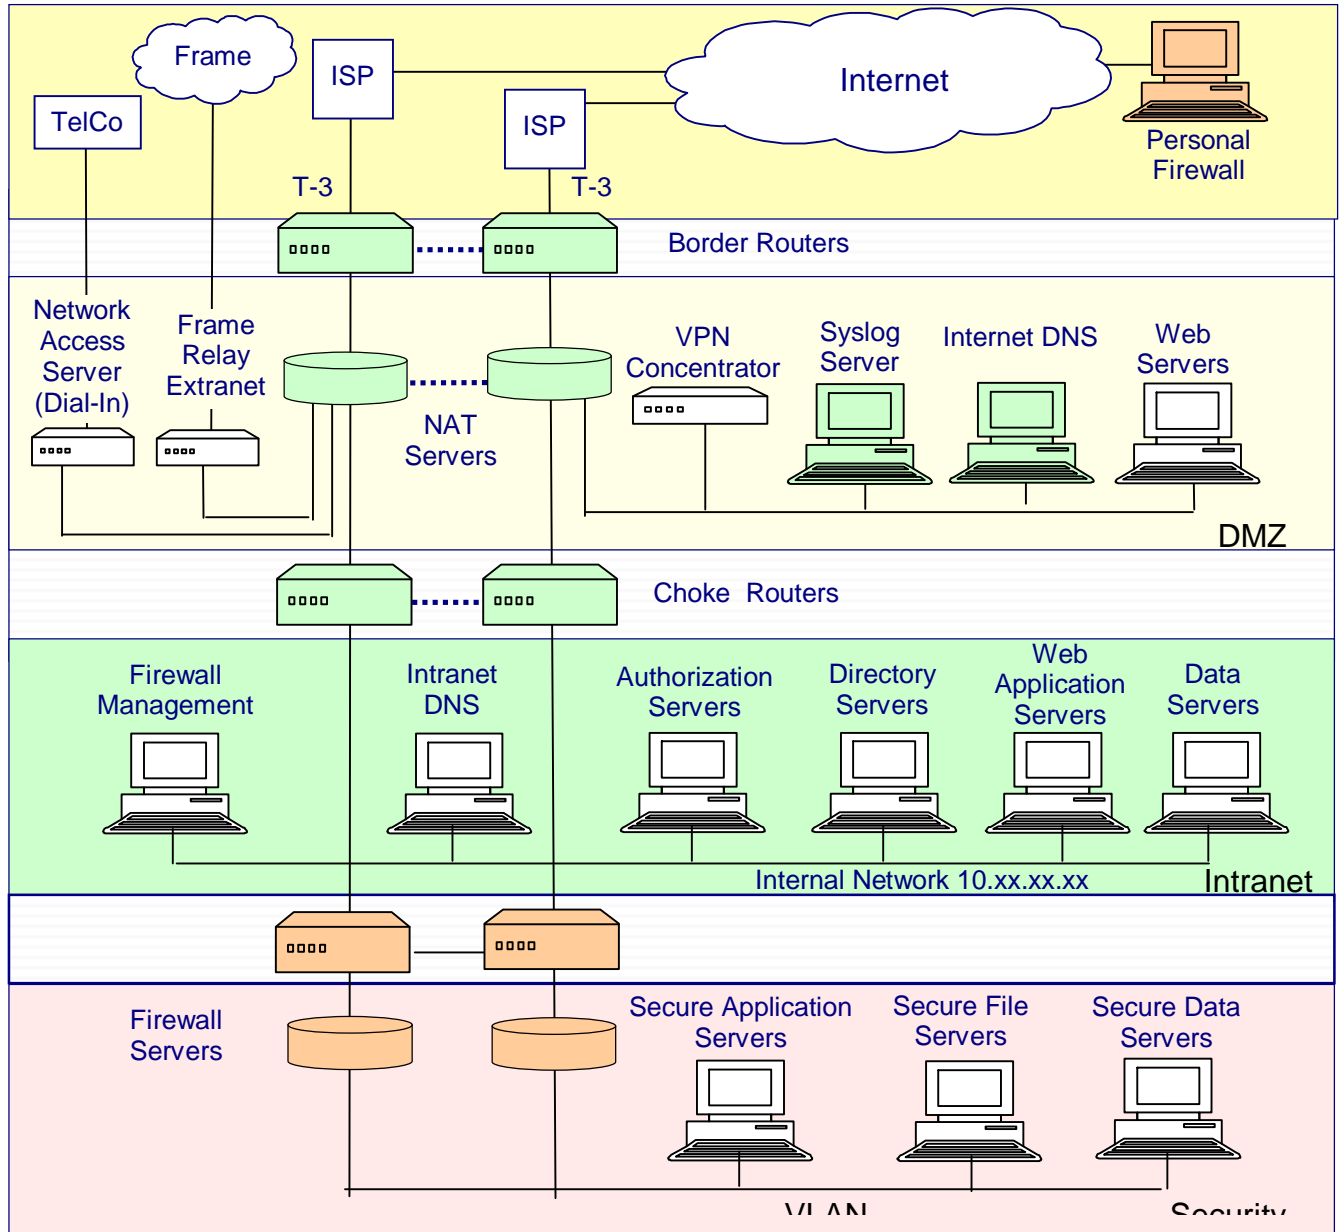 Frame
ISP
Internet
TelCo
ISP
Personal
Firewall
T-3
T-3
Border Routers
Network
Access
Server
(Dial-In)
Frame
Relay
Extranet
NAT
Servers
VPN
Concentrator
Syslog
Server
Internet DNS
Web
Servers
DMZ
Choke Routers
Firewall
Management
Intranet
DNS
Authorization
Servers
Directory
Servers
Web
Application
Servers
Data
Servers
Internal Network 10.xx.xx.xx
Intranet
Firewall
Servers
Secure Application
Servers
Secure File
Servers
Secure Data
Servers
VLAN
Security